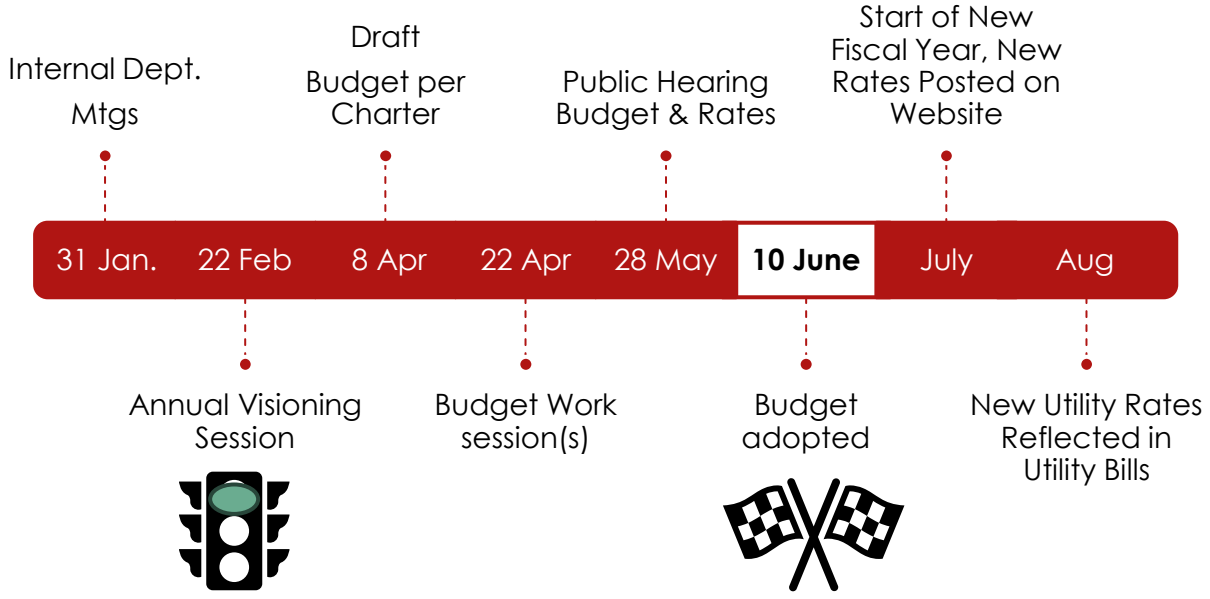 Internal Dept.
Mtgs
Draft
Budget per
Charter
Public Hearing
Budget & Rates
Start of New
Fiscal Year, New
Rates Posted on
Website
31 Jan.
22 Feb
8 Apr
22 Apr
28 May
10 June
July
Aug
Annual Visioning
Session
Budget Work
session(s)
Budget
adopted
New Utility Rates
Reflected in
Utility Bills